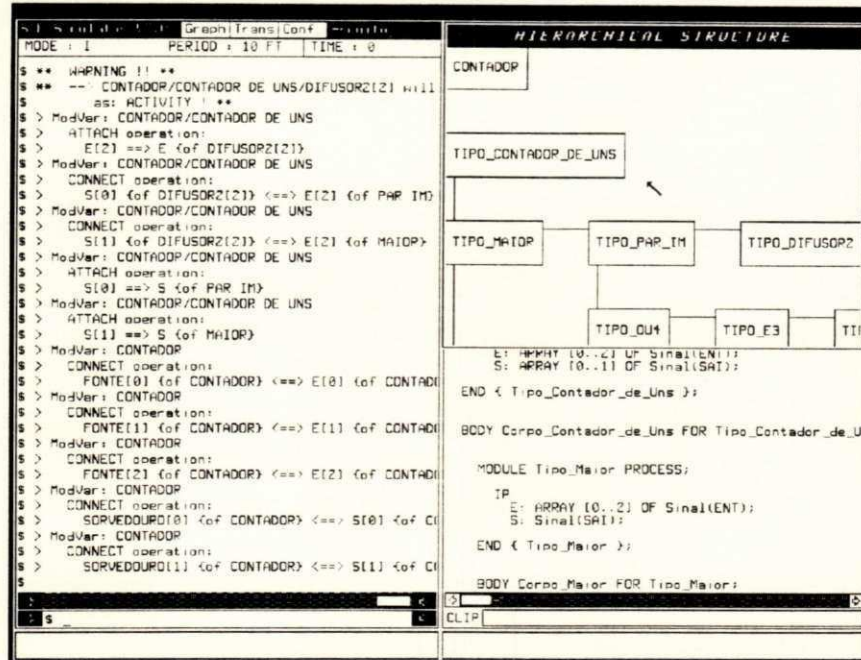 Graph Trans Conf
MODE : 1 PERIOD : 10 FT TIME : 0
$ ** WARNING !! **
$ ** --> CONTADOR/CONTADOR DE UNS/DIFUSOR2[2] will
$ as: ACTIVITY ! **
$ > ModVar: CONTADOR/CONTADOR DE UNS
$ > ATTACH operation:
$ > E[2] ==> E {of DIFUSOR2[2]}
$ > ModVar: CONTADOR/CONTADOR DE UNS
$ > CONNECT operation:
$ > S[0] {of DIFUSOR2[2]} <==> E[2] {of PAR IM}
$ > ModVar: CONTADOR/CONTADOR DE UNS
$ > CONNECT operation:
$ > S[1] {of DIFUSOR2[2]} <==> E[2] {of MAIOR}
$ > ModVar: CONTADOR/CONTADOR DE UNS
$ > ATTACH operation:
$ > S[0] ==> S {of PAR IM}
$ > ModVar: CONTADOR/CONTADOR DE UNS
$ > ATTACH operation:
$ > S[1] ==> S {of MAIOR}
$ > ModVar: CONTADOR
$ > CONNECT operation:
$ > FONTE[0] {of CONTADOR} <==> E[0] {of CONTAD
$ > ModVar: CONTADOR
$ > CONNECT operation:
$ > FONTE[1] {of CONTADOR} <==> E[1] {of CONTAD
$ > ModVar: CONTADOR
$ > CONNECT operation:
$ > FONTE[2] {of CONTADOR} <==> E[2] {of CONTAD
$ > ModVar: CONTADOR
$ > CONNECT operation:
$ > SORVEDOURO[0] {of CONTADOR} <==> S[0] {of C
$ > ModVar: CONTADOR
$ > CONNECT operation:
$ > SORVEDOURO[1] {of CONTADOR} <==> S[1] {of C
$
$ _
HIERARCHICAL STRUCTURE
CONTADOR
TIPO_CONTADOR_DE_UNS
TIPO_MAIOR TIPO_PAR_IM TIPO_DIFUSOR2
TIPO_OU4 TIPO_E3 TI
E: ARRAY [0..2] OF Sinal(ENT);
S: ARRAY [0..1] OF Sinal(SAI);
END { Tipo_Contador_de_Uns };
BODY Corpo_Contador_de_Uns FOR Tipo_Contador_de_U
MODULE Tipo_Maior PROCESS;
IP
E: ARRAY [0..2] OF Sinal(ENT);
S: Sinal(SAI);
END { Tipo_Maior };
BODY Corpo_Maior FOR Tipo_Maior;
CLIP